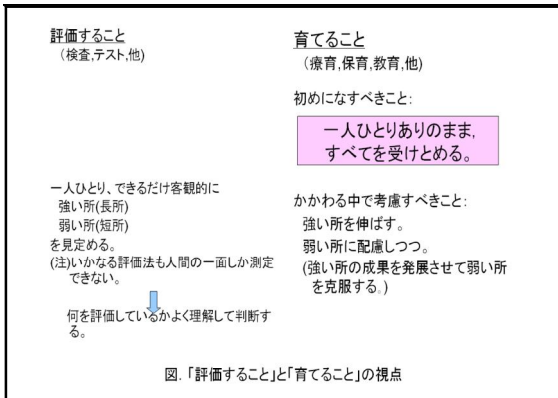 評価すること
(検査,テスト,他)
一人ひとり、できるだけ客観的に
強い所(長所)
弱い所(短所)
を見定める。
(注)いかなる評価法も人間の一面しか測定
できない。
何を評価しているかよく理解して判断す
る。
育てること
(療育,保育,教育,他)
初めになすべきこと:
一人ひとりありのまま,
すべてを受けとめる。
かかわる中で考慮すべきこと:
強い所を伸ばす。
弱い所に配慮しつつ。
(強い所の成果を発展させて弱い所
を克服する。)
図. 「評価すること」と「育てること」の視点